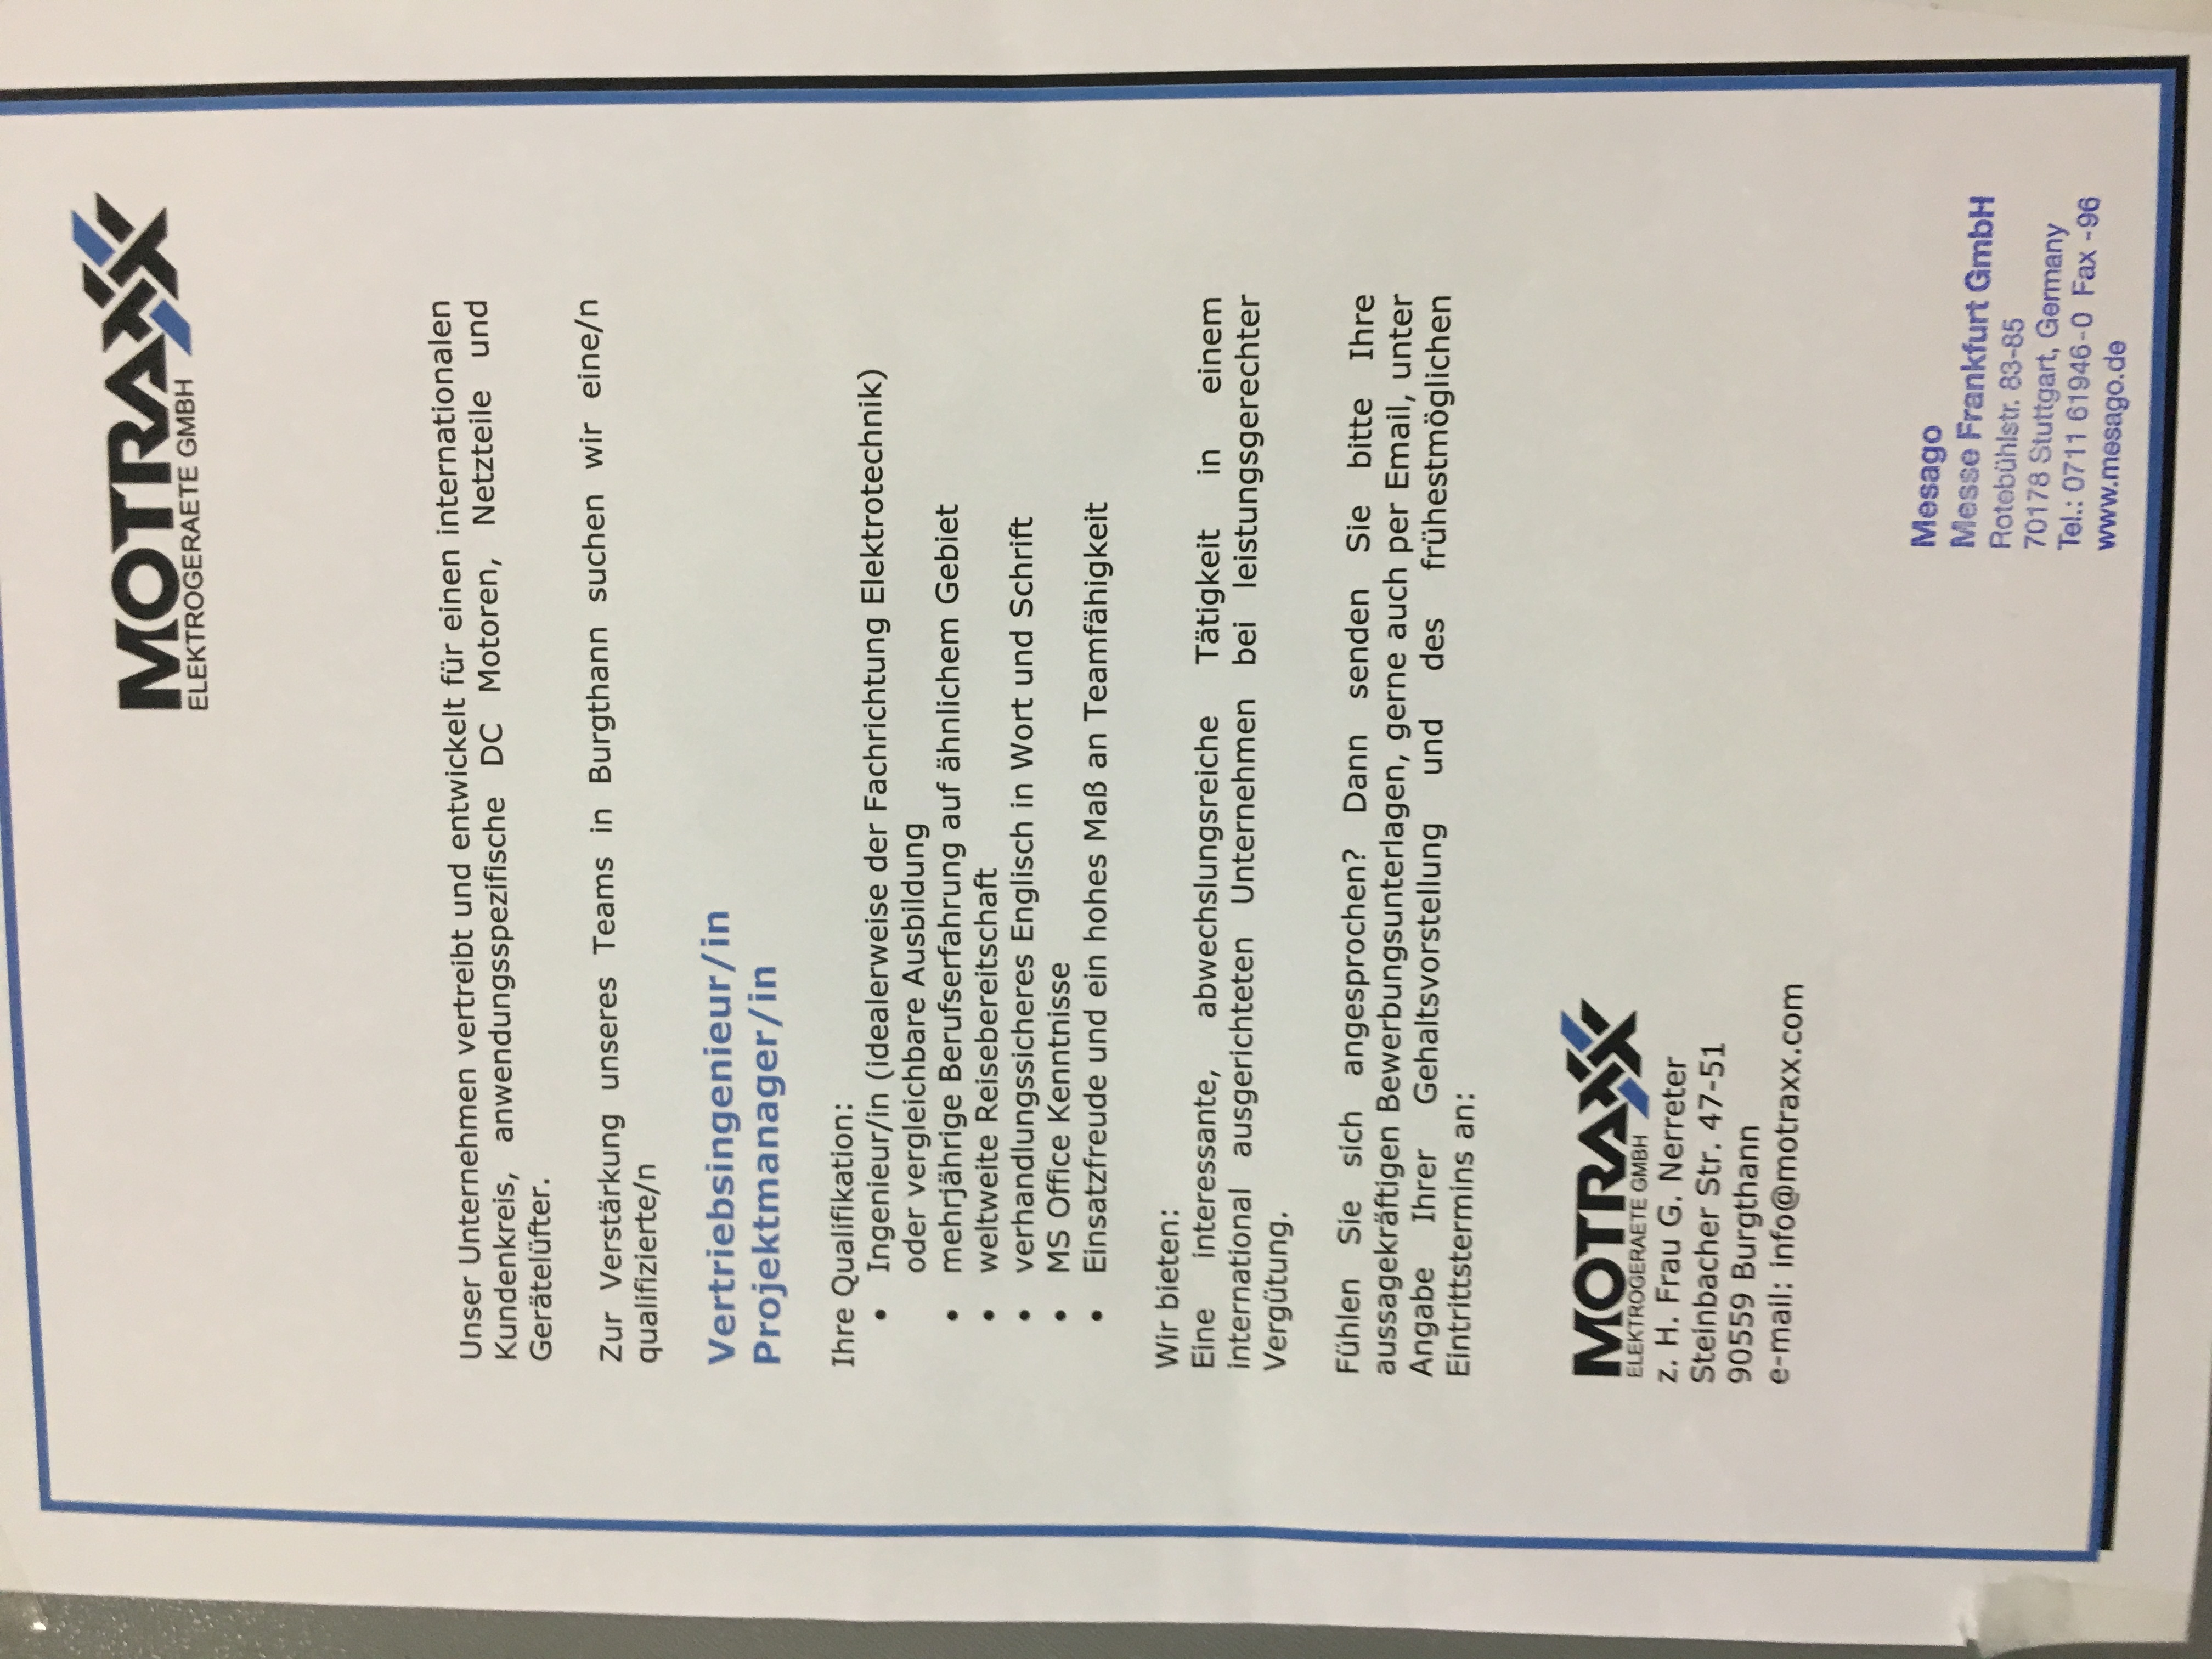 MOTRAXX
ELEKTROGERAETE GMBH
Unser Unternehmen vertreibt und entwickelt für einen internationalen
Kundenkreis, anwendungsspezifische DC Motoren, Netzteile und
Gerätelüfter.
Zur Verstärkung unseres Teams in Burgthann suchen wir eine/n
qualifizierte/n
Vertriebsingenieur/in
Projektmanager/in
Ihre Qualifikation:
• Ingenieur/in (idealerweise der Fachrichtung Elektrotechnik)
oder vergleichbare Ausbildung
• mehrjährige Berufserfahrung auf ähnlichem Gebiet
• weltweite Reisebereitschaft
• verhandlungssicheres Englisch in Wort und Schrift
• MS Office Kenntnisse
• Einsatzfreude und ein hohes Maß an Teamfähigkeit
Wir bieten:
Eine interessante, abwechslungsreiche Tätigkeit in einem
international ausgerichteten Unternehmen bei leistungsgerechter
Vergütung.
Fühlen Sie sich angesprochen? Dann senden Sie bitte Ihre
aussagekräftigen Bewerbungsunterlagen, gerne auch per Email, unter
Angabe Ihrer Gehaltsvorstellung und des frühestmöglichen
Eintrittstermins an:
MOTRAXX
ELEKTROGERAETE GMBH
z. H. Frau G. Nerreter
Steinbacher Str. 47-51
90559 Burgthann
e-mail: info@motraxx.com
Mesago
Messe Frankfurt GmbH
Rotebühlstr. 83-85
70178 Stuttgart, Germany
Tel.: 0711 61946-0 Fax -96
www.mesago.de